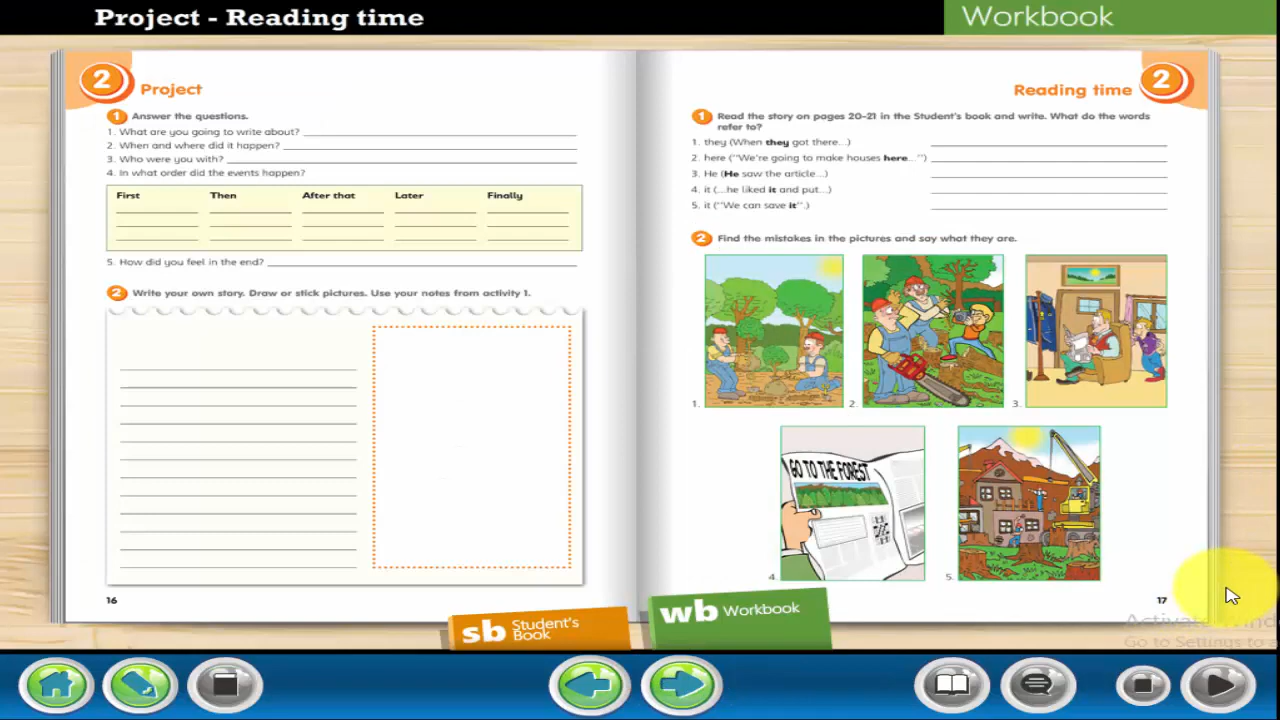 Project - Reading time
Workbook
2
Project
1 Answer the questions.
1. What are you going to write about?
2. When and where did it happen?
3. Who were you with?
4. In what order did the events happen?
First Then After that Later Finally
5. How did you feel in the end?
2 Write your own story. Draw or stick pictures. Use your notes from activity 1.
16
Reading time
2
1 Read the story on pages 20–21 in the Student's book and write. What do the words
refer to?
1. they (When they got there...)
2. here ("We're going to make houses here...")
3. He (He saw the article...)
4. it (...he liked it and put...)
5. it ("We can save it".)
2 Find the mistakes in the pictures and say what they are.
1.
2.
3.
GO TO THE FOREST
4.
5.
17
sb Student's
Book
wb Workbook
Go to Settings to a